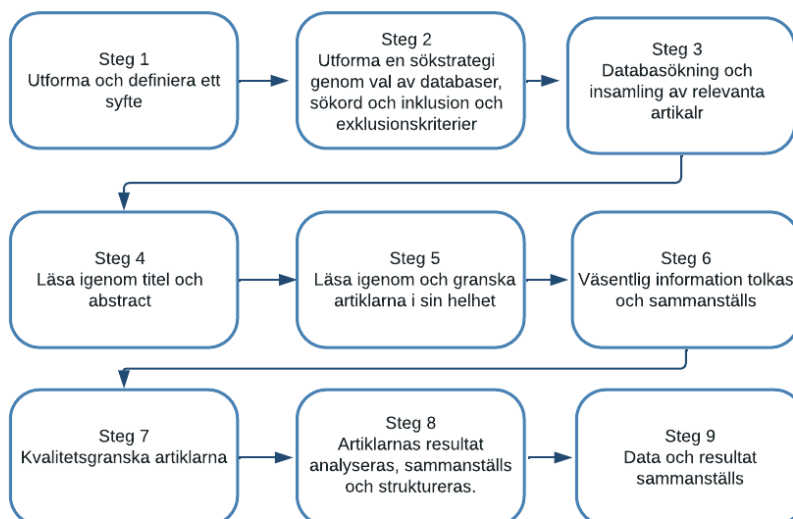 Steg 1
Utforma och definiera ett
syfte
Steg 2
Utforma en sökstrategi
genom val av databaser,
sökord och inklusion och
exklusionskriterier
Steg 3
Databasökning och
insamling av relevanta
artikalr
Steg 4
Läsa igenom titel och
abstract
Steg 5
Läsa igenom och granska
artiklarna i sin helhet
Steg 6
Väsentlig information tolkas
och sammanställs
Steg 7
Kvalitetsgranska artiklarna
Steg 8
Artiklarnas resultat
analyseras, sammanställs
och struktureras.
Steg 9
Data och resultat
sammanställs